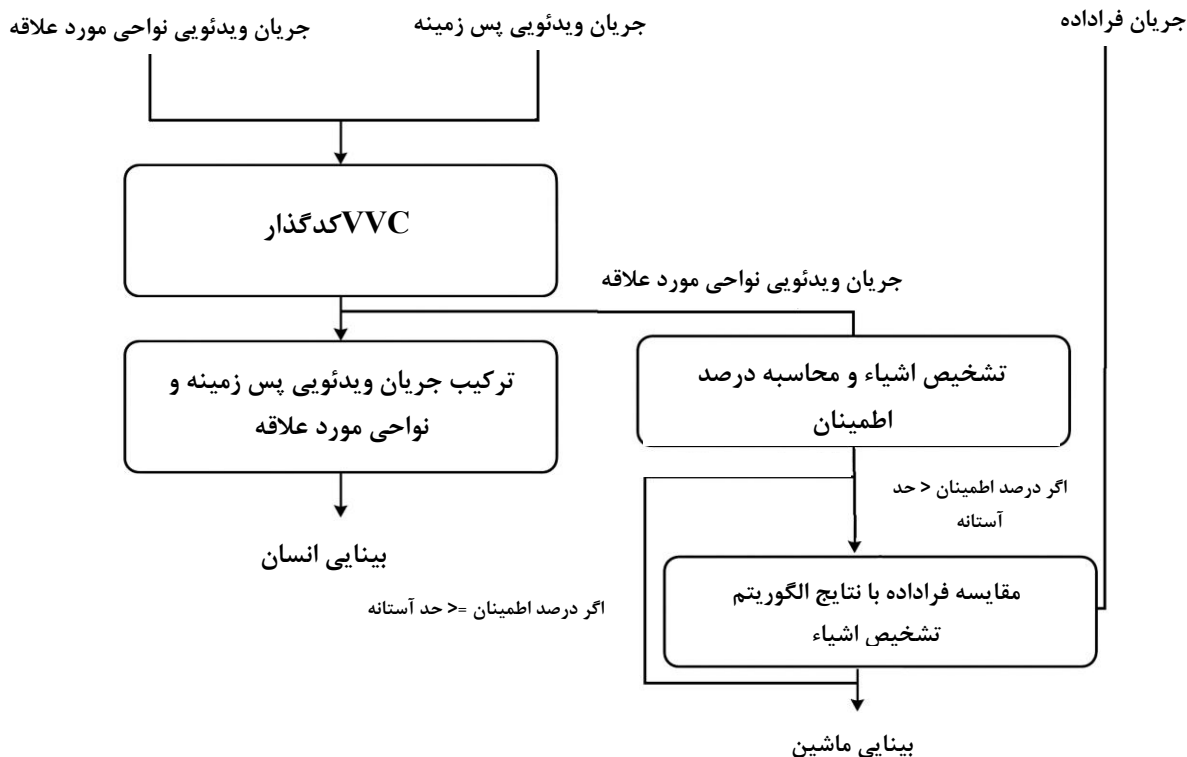 جریان فراداده
جریان ویدئویی پس زمینه
جریان ویدئویی نواحی مورد علاقه
VVCکدگذار
جریان ویدئویی نواحی مورد علاقه
ترکیب جریان ویدئویی پس زمینه و
نواحی مورد علاقه
تشخیص اشیاء و محاسبه درصد
اطمینان
اگر درصد اطمینان < حد
آستانه
بینایی انسان
اگر درصد اطمینان =< حد آستانه
مقایسه فراداده با نتایج الگوریتم
تشخیص اشیاء
بینایی ماشین